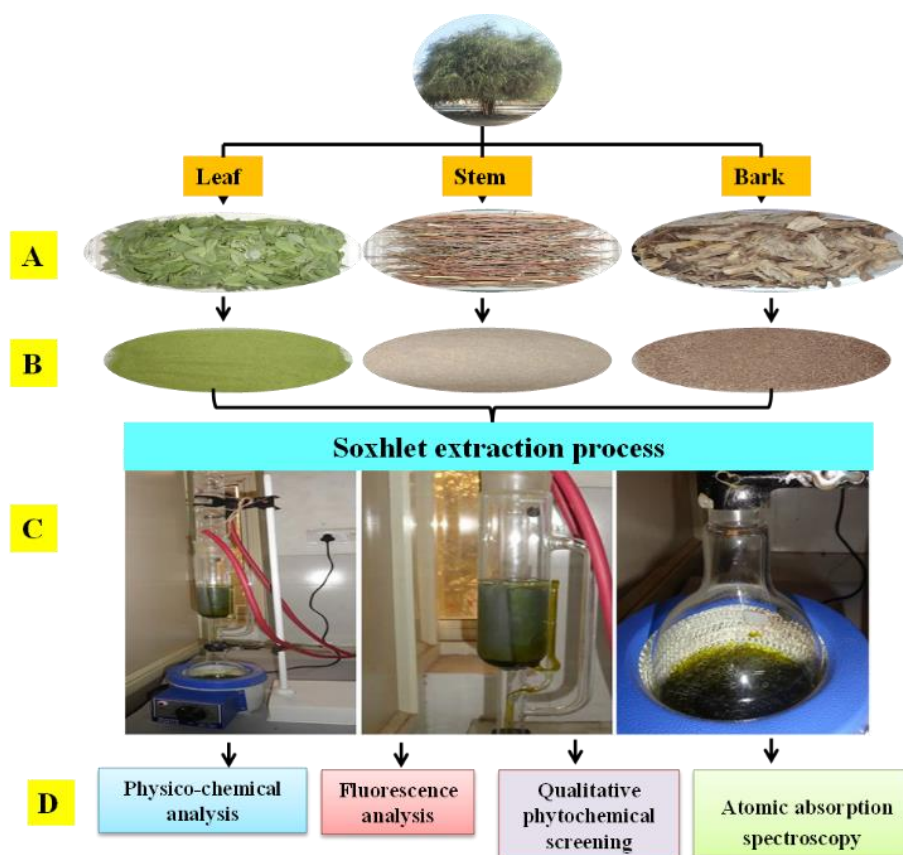 Leaf
Stem
Bark
A
B
Soxhlet extraction process
C
D
Physico-chemical
analysis
Fluorescence
analysis
Qualitative
phytochemical
screening
Atomic absorption
spectroscopy